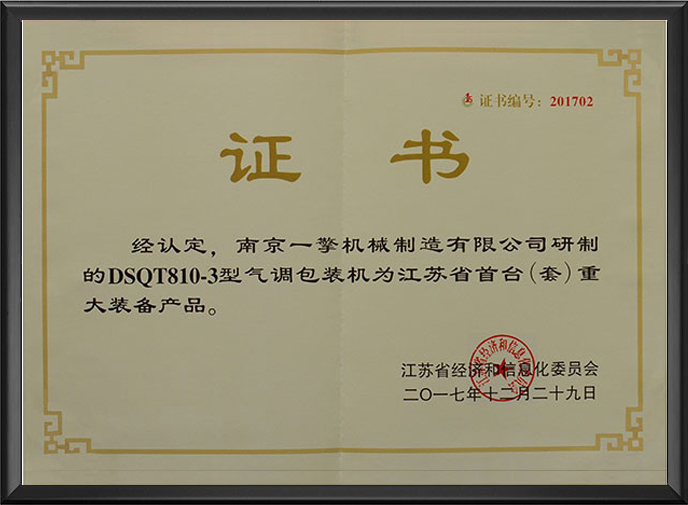 证书编号：201702
证 书
经认定，南京一擎机械制造有限公司研制
的DSQT810-3型气调包装机为江苏省首台（套）重
大装备产品。
江苏省经济和信息化委员会
二〇一七年十二月二十九日